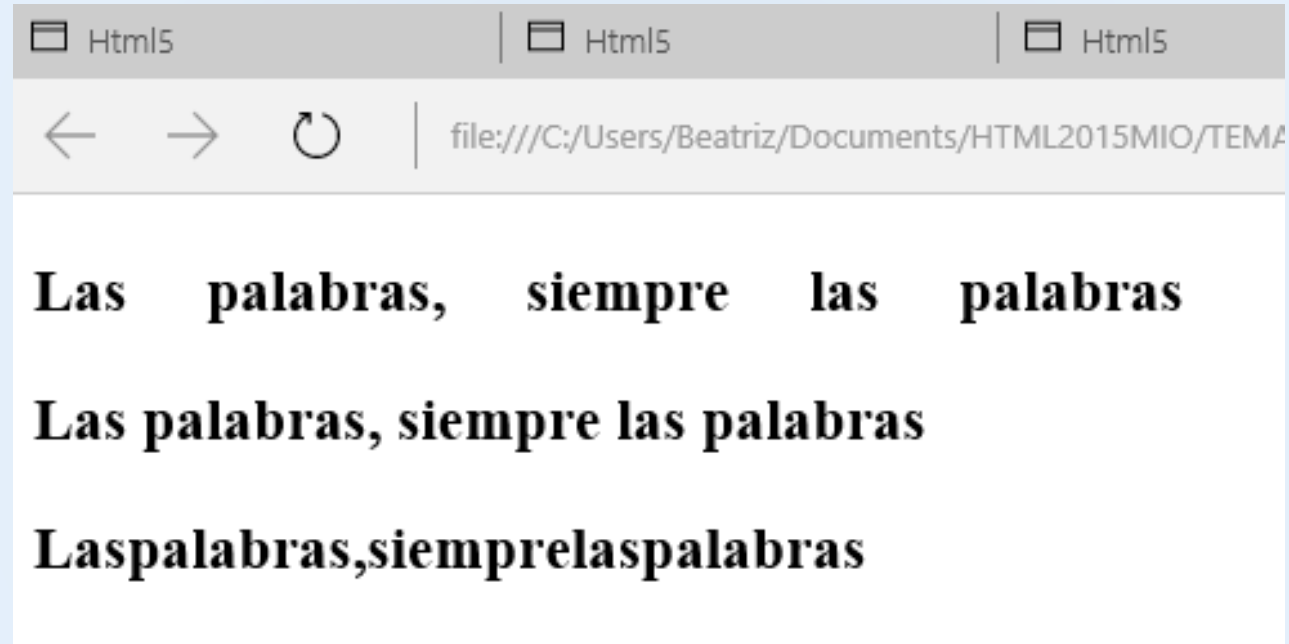 Html5 Html5 Html5
file:///C:/Users/Beatriz/Documents/HTML2015MIO/TEMA
Las palabras, siempre las palabras
Las palabras, siempre las palabras
Laspalabras,siemprelaspalabras